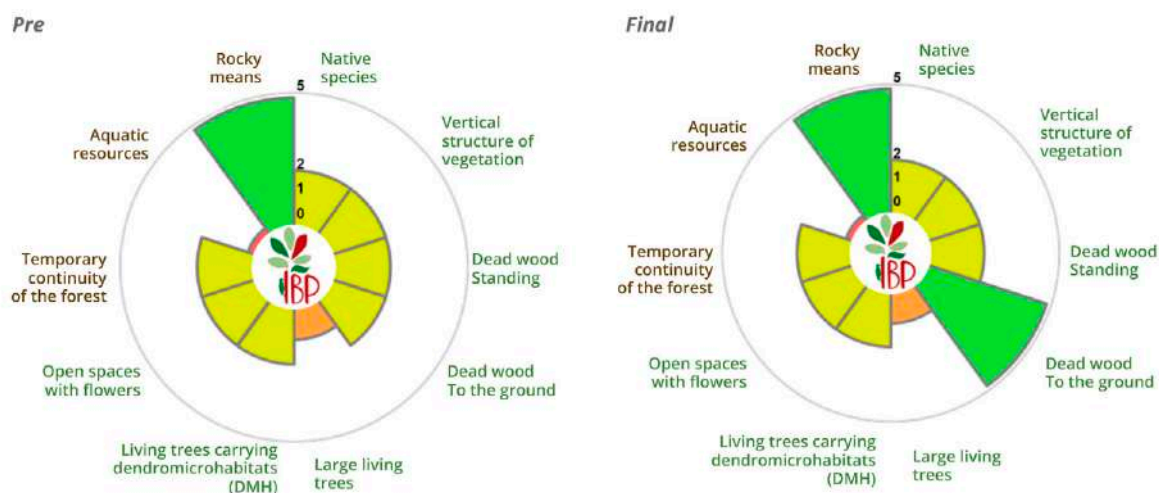 Pre
Rocky
means
Native
species
5
Aquatic
resources
Vertical
structure of
vegetation
2
1
0
Temporary
continuity
of the forest
IBP
Dead wood
Standing
Open spaces
with flowers
Dead wood
To the ground
Living trees carrying
dendromicrohabitats
(DMH)
Large living
trees
Final
Rocky
means
Native
species
5
Aquatic
resources
Vertical
structure of
vegetation
2
1
0
Temporary
continuity
of the forest
IBP
Dead wood
Standing
Open spaces
with flowers
Dead wood
To the ground
Living trees carrying
dendromicrohabitats
(DMH)
Large living
trees